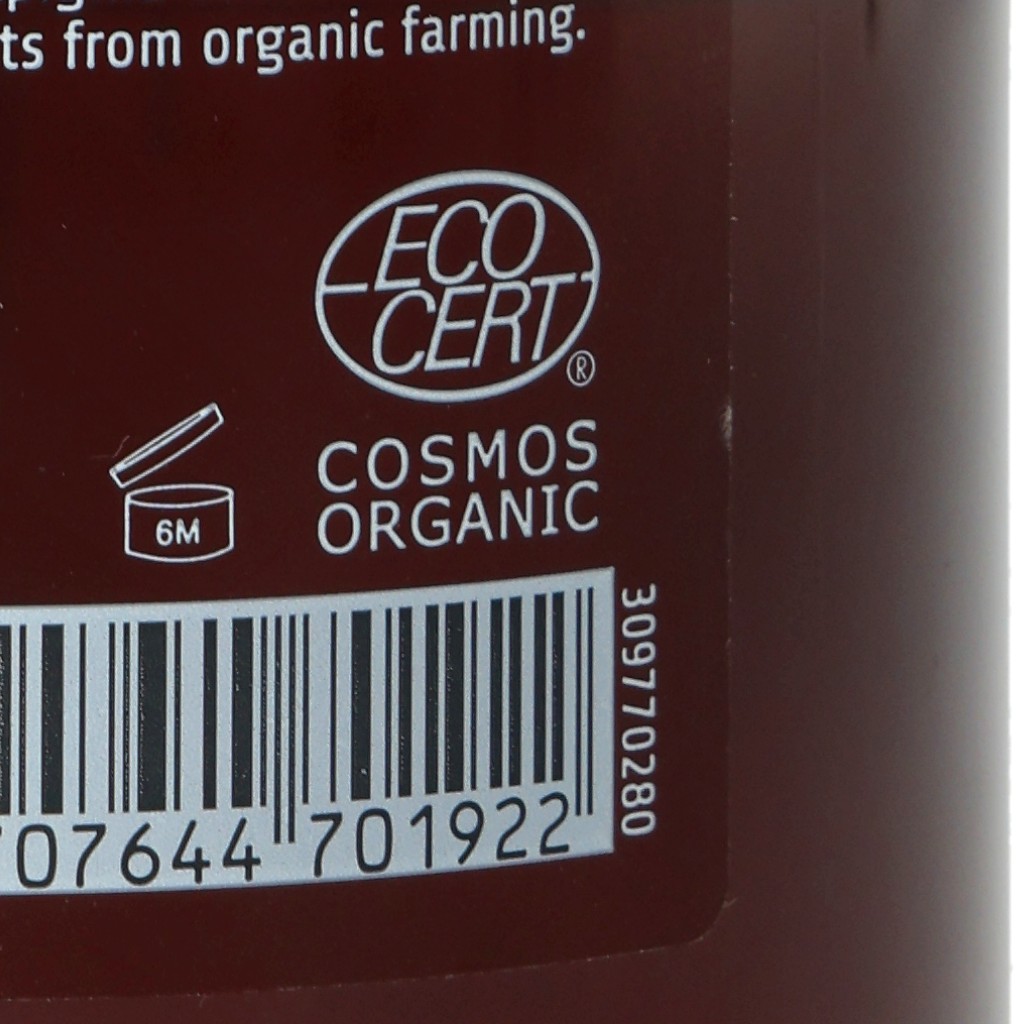 ts from organic farming.
ECO
CERT
®
COSMOS
ORGANIC
6M
07644 701922
309770280